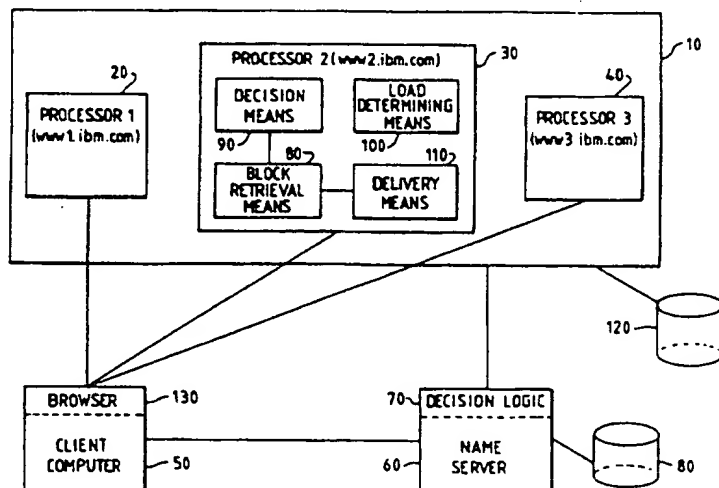 10
30
PROCESSOR 2 (www2.ibm.com)
20
40
PROCESSOR 1
(www1.ibm.com)
DECISION
MEANS
90
LOAD
DETERMINING
MEANS
100
PROCESSOR 3
(www3 ibm.com)
80
BLOCK
RETRIEVAL
MEANS
110
DELIVERY
MEANS
120
BROWSER
130
70
DECISION LOGIC
CLIENT
COMPUTER
50
60
NAME
SERVER
80